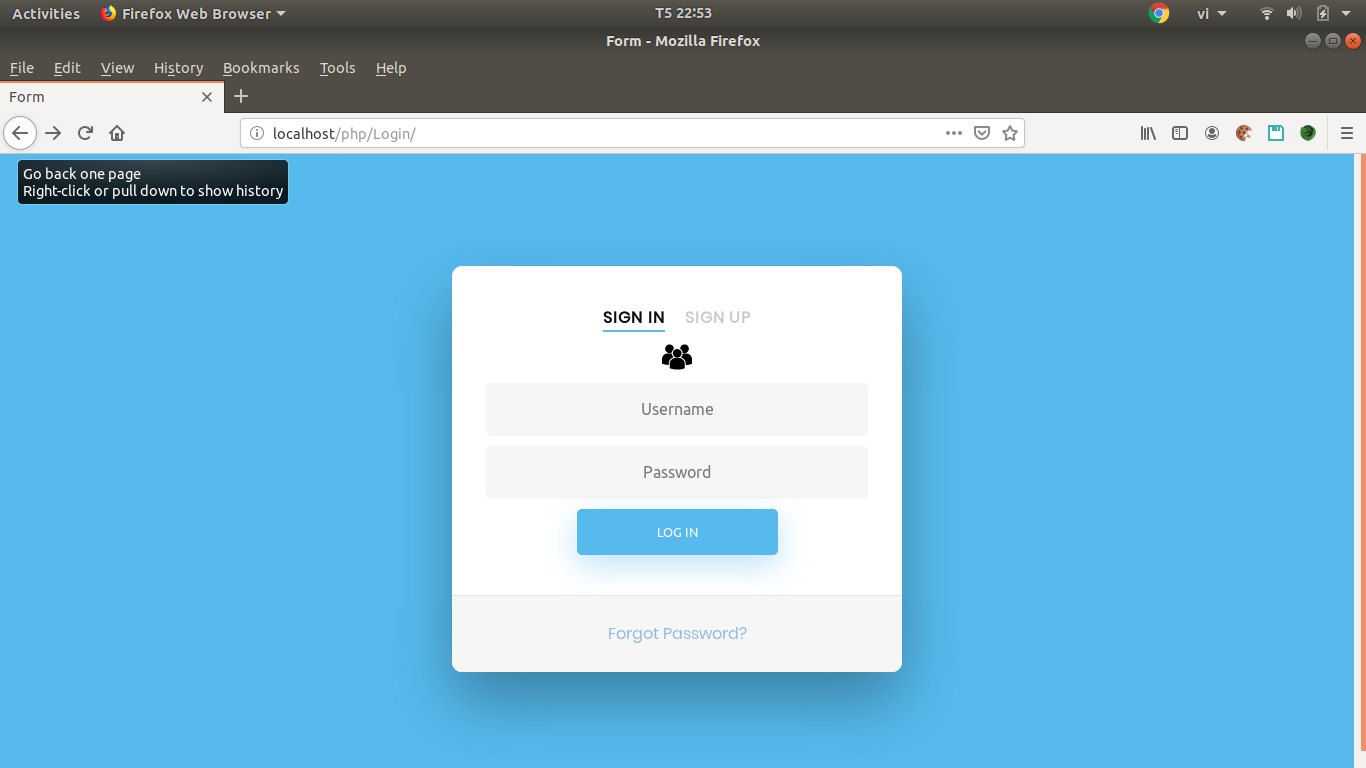 Activities
Firefox Web Browser
T5 22:53
vi
Form - Mozilla Firefox
File Edit View History Bookmarks Tools Help
Form
localhost/php/Login/
Go back one page
Right-click or pull down to show history
SIGN IN SIGN UP
Username
Password
LOG IN
Forgot Password?